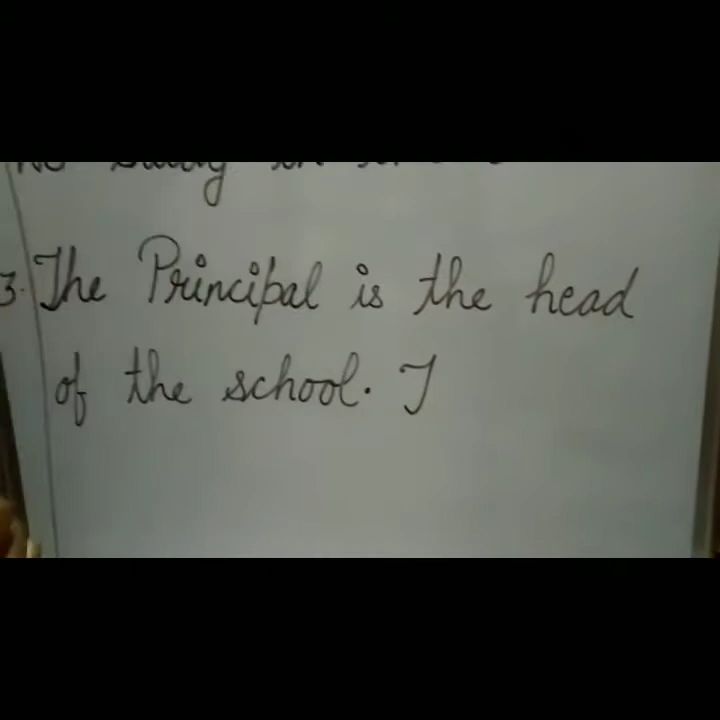 3. The Principal is the head
of the school. T